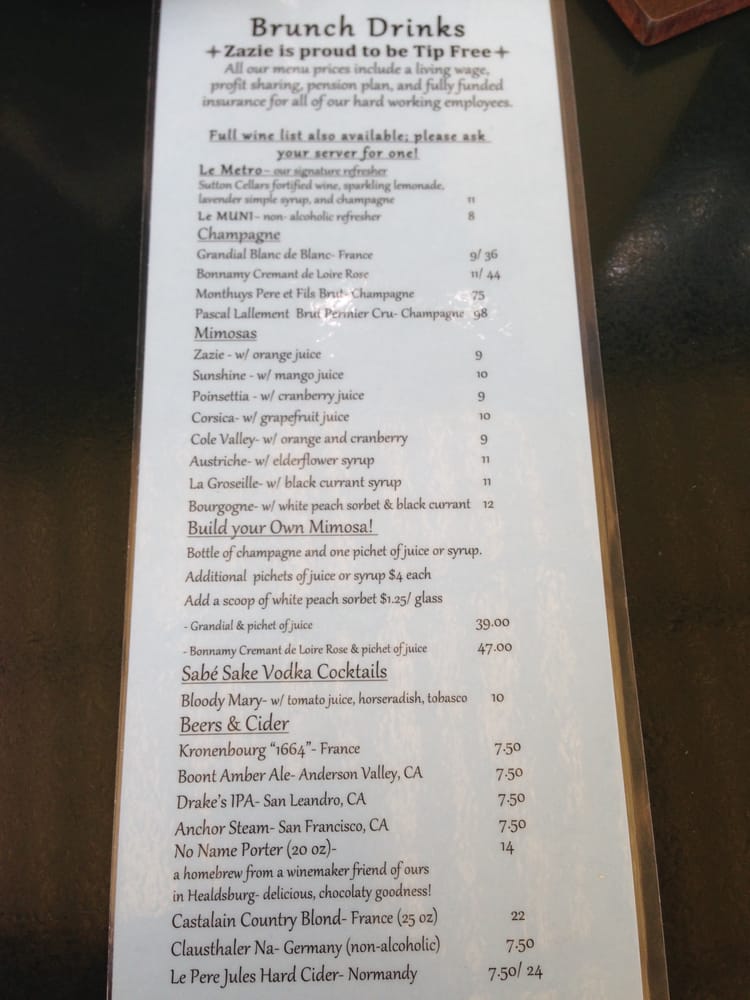 Brunch Drinks
+Zazie is proud to be Tip Free+
All our menu prices include a living wage,
profit sharing, pension plan, and fully funded
insurance for all of our hard working employees.
Full wine list also available; please ask
your server for one!
Le Metro- our signature refresher
Sutton Cellars fortified wine, sparkling lemonade,
lavender simple syrup, and champagne 11
Le MUNI- non- alcoholic refresher 8
Champagne
Grandial Blanc de Blanc- France 9/ 36
Bonnamy Cremant de Loire Rose 11/ 44
Monthuys Pere et Fils Brut- Champagne 75
Pascal Lallement Brut Permier Cru- Champagne 98
Mimosas
Zazie - w/ orange juice 9
Sunshine - w/ mango juice 10
Poinsettia - w/ cranberry juice 9
Corsica- w/ grapefruit juice 10
Cole Valley- w/ orange and cranberry 9
Austriche- w/ elderflower syrup 11
La Groseille- w/ black currant syrup 11
Bourgogne- w/ white peach sorbet & black currant 12
Build your Own Mimosa!
Bottle of champagne and one pichet of juice or syrup.
Additional pichets of juice or syrup $4 each
Add a scoop of white peach sorbet $1.25/ glass
- Grandial & pichet of juice 39.00
- Bonnamy Cremant de Loire Rose & pichet of juice 47.00
Sabé Sake Vodka Cocktails
Bloody Mary- w/ tomato juice, horseradish, tobasco 10
Beers & Cider
Kronenbourg "1664"- France 7.50
Boont Amber Ale- Anderson Valley, CA 7.50
Drake's IPA- San Leandro, CA 7.50
Anchor Steam- San Francisco, CA 7.50
No Name Porter (20 oz)- 14
a homebrew from a winemaker friend of ours
in Healdsburg- delicious, chocolaty goodness!
Castalain Country Blond- France (25 oz) 22
Clausthaler Na- Germany (non-alcoholic) 7.50
Le Pere Jules Hard Cider- Normandy 7.50/ 24